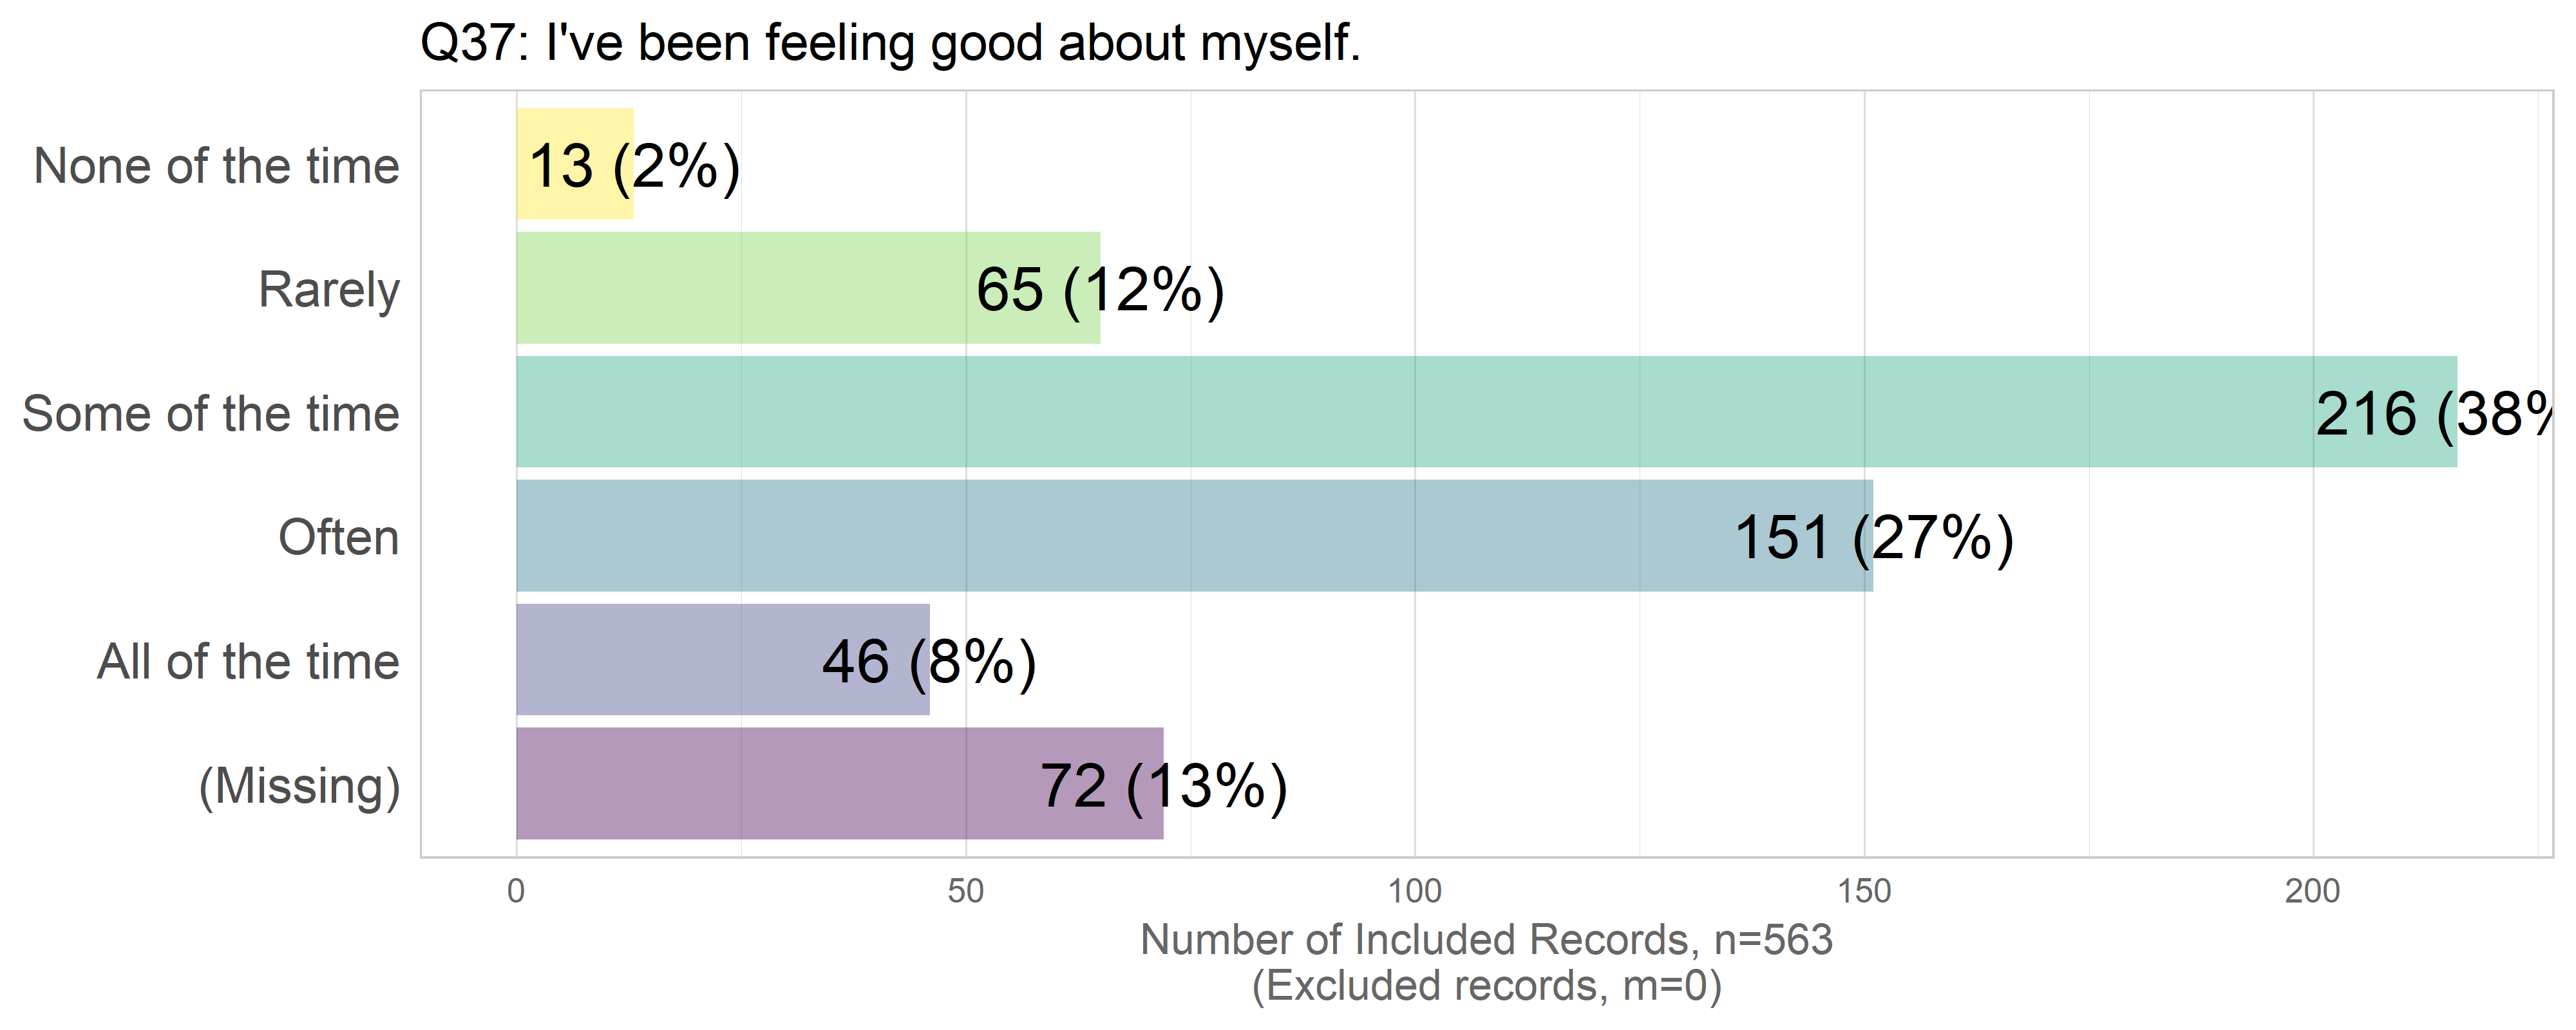 Q37: I've been feeling good about myself.
None of the time 13 (2%)
Rarely 65 (12%)
Some of the time 216 (38%
Often 151 (27%)
All of the time 46 (8%)
(Missing) 72 (13%)
0 50 100 150 200
Number of Included Records, n=563
(Excluded records, m=0)